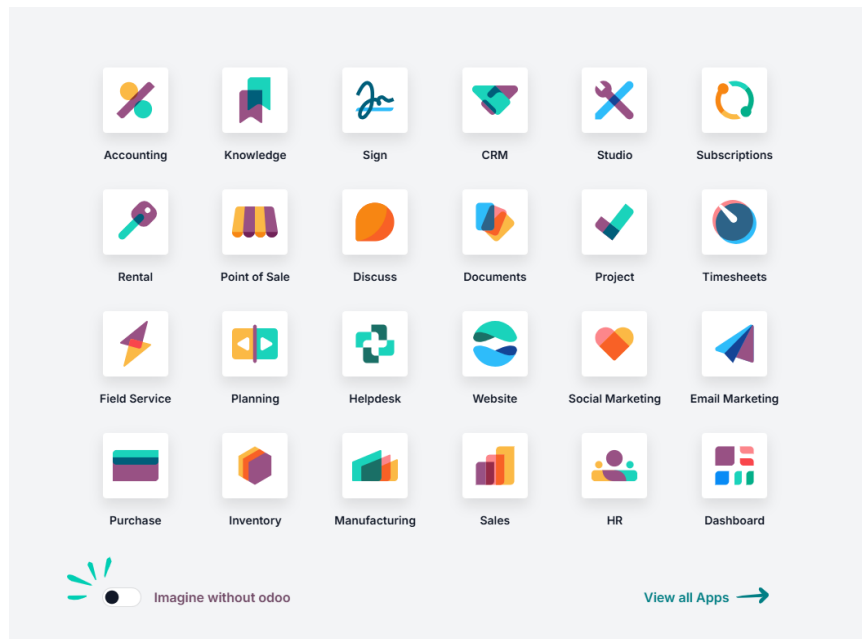 Accounting
Knowledge
Sign
CRM
Studio
Subscriptions
Rental
Point of Sale
Discuss
Documents
Project
Timesheets
Field Service
Planning
Helpdesk
Website
Social Marketing
Email Marketing
Purchase
Inventory
Manufacturing
Sales
HR
Dashboard
Imagine without odoo
View all Apps